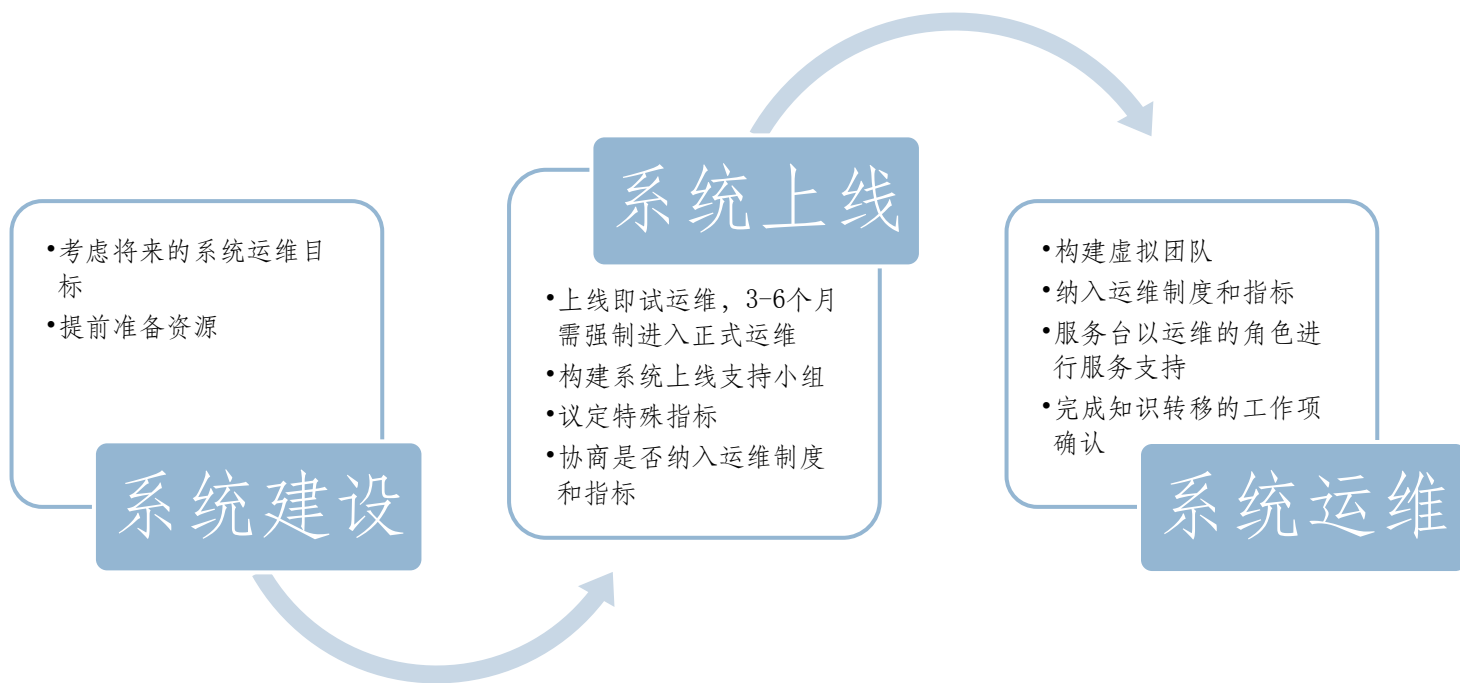 •考虑将来的系统运维目
标
•提前准备资源
系统建设
系统上线
•上线即试运维，3-6个月
需强制进入正式运维
•构建系统上线支持小组
•议定特殊指标
•协商是否纳入运维制度
和指标
•构建虚拟团队
•纳入运维制度和指标
•服务台以运维的角色进
行服务支持
•完成知识转移的工作项
确认
系统运维